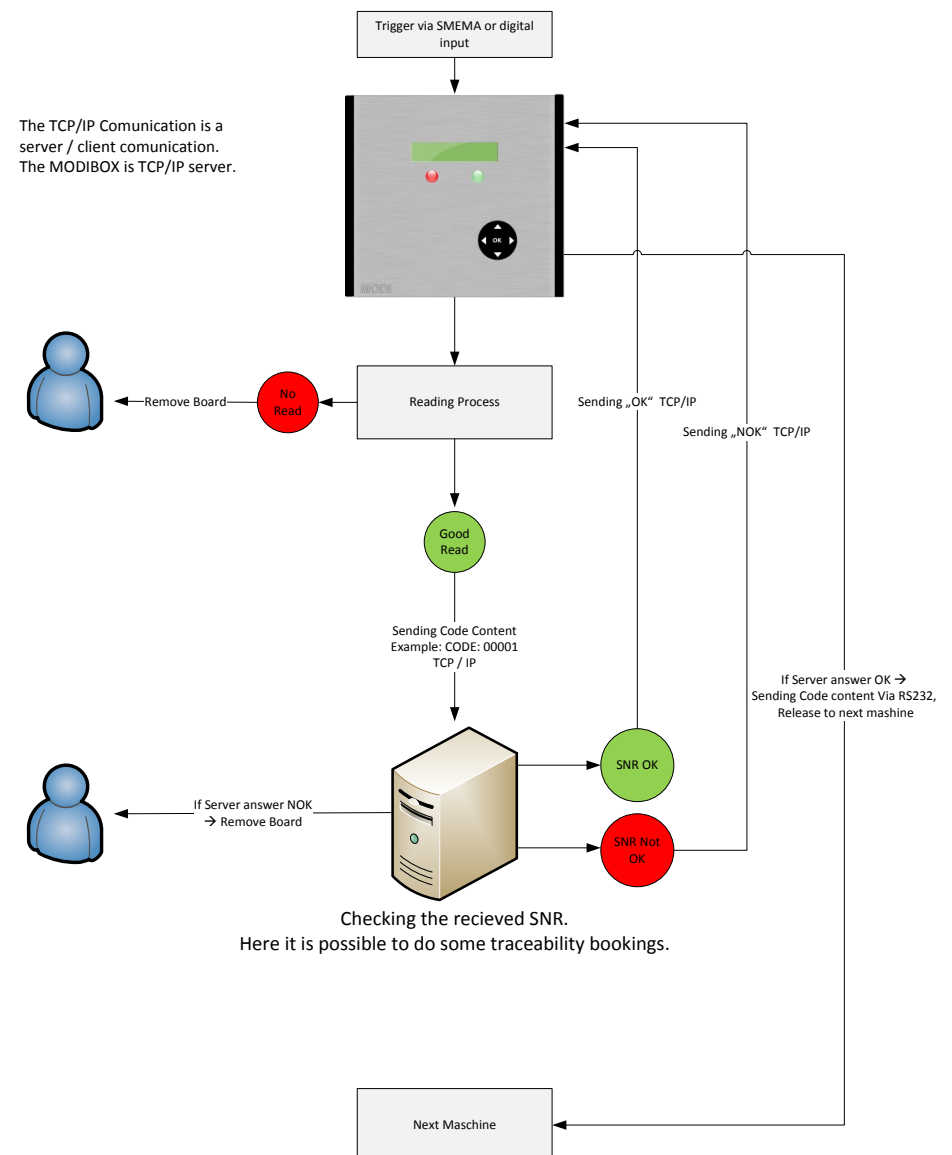 Trigger via SMEMA or digital
input
The TCP/IP Comunication is a
server / client comunication.
The MODIBOX is TCP/IP server.
OK
MODI
No
Read
Remove Board
Reading Process
Sending „OK“ TCP/IP
Sending „NOK“ TCP/IP
Good
Read
Sending Code Content
Example: CODE: 00001
TCP / IP
If Server answer OK →
Sending Code content Via RS232,
Release to next mashine
SNR OK
If Server answer NOK
→ Remove Board
SNR Not
OK
Checking the recieved SNR.
Here it is possible to do some traceability bookings.
Next Maschine